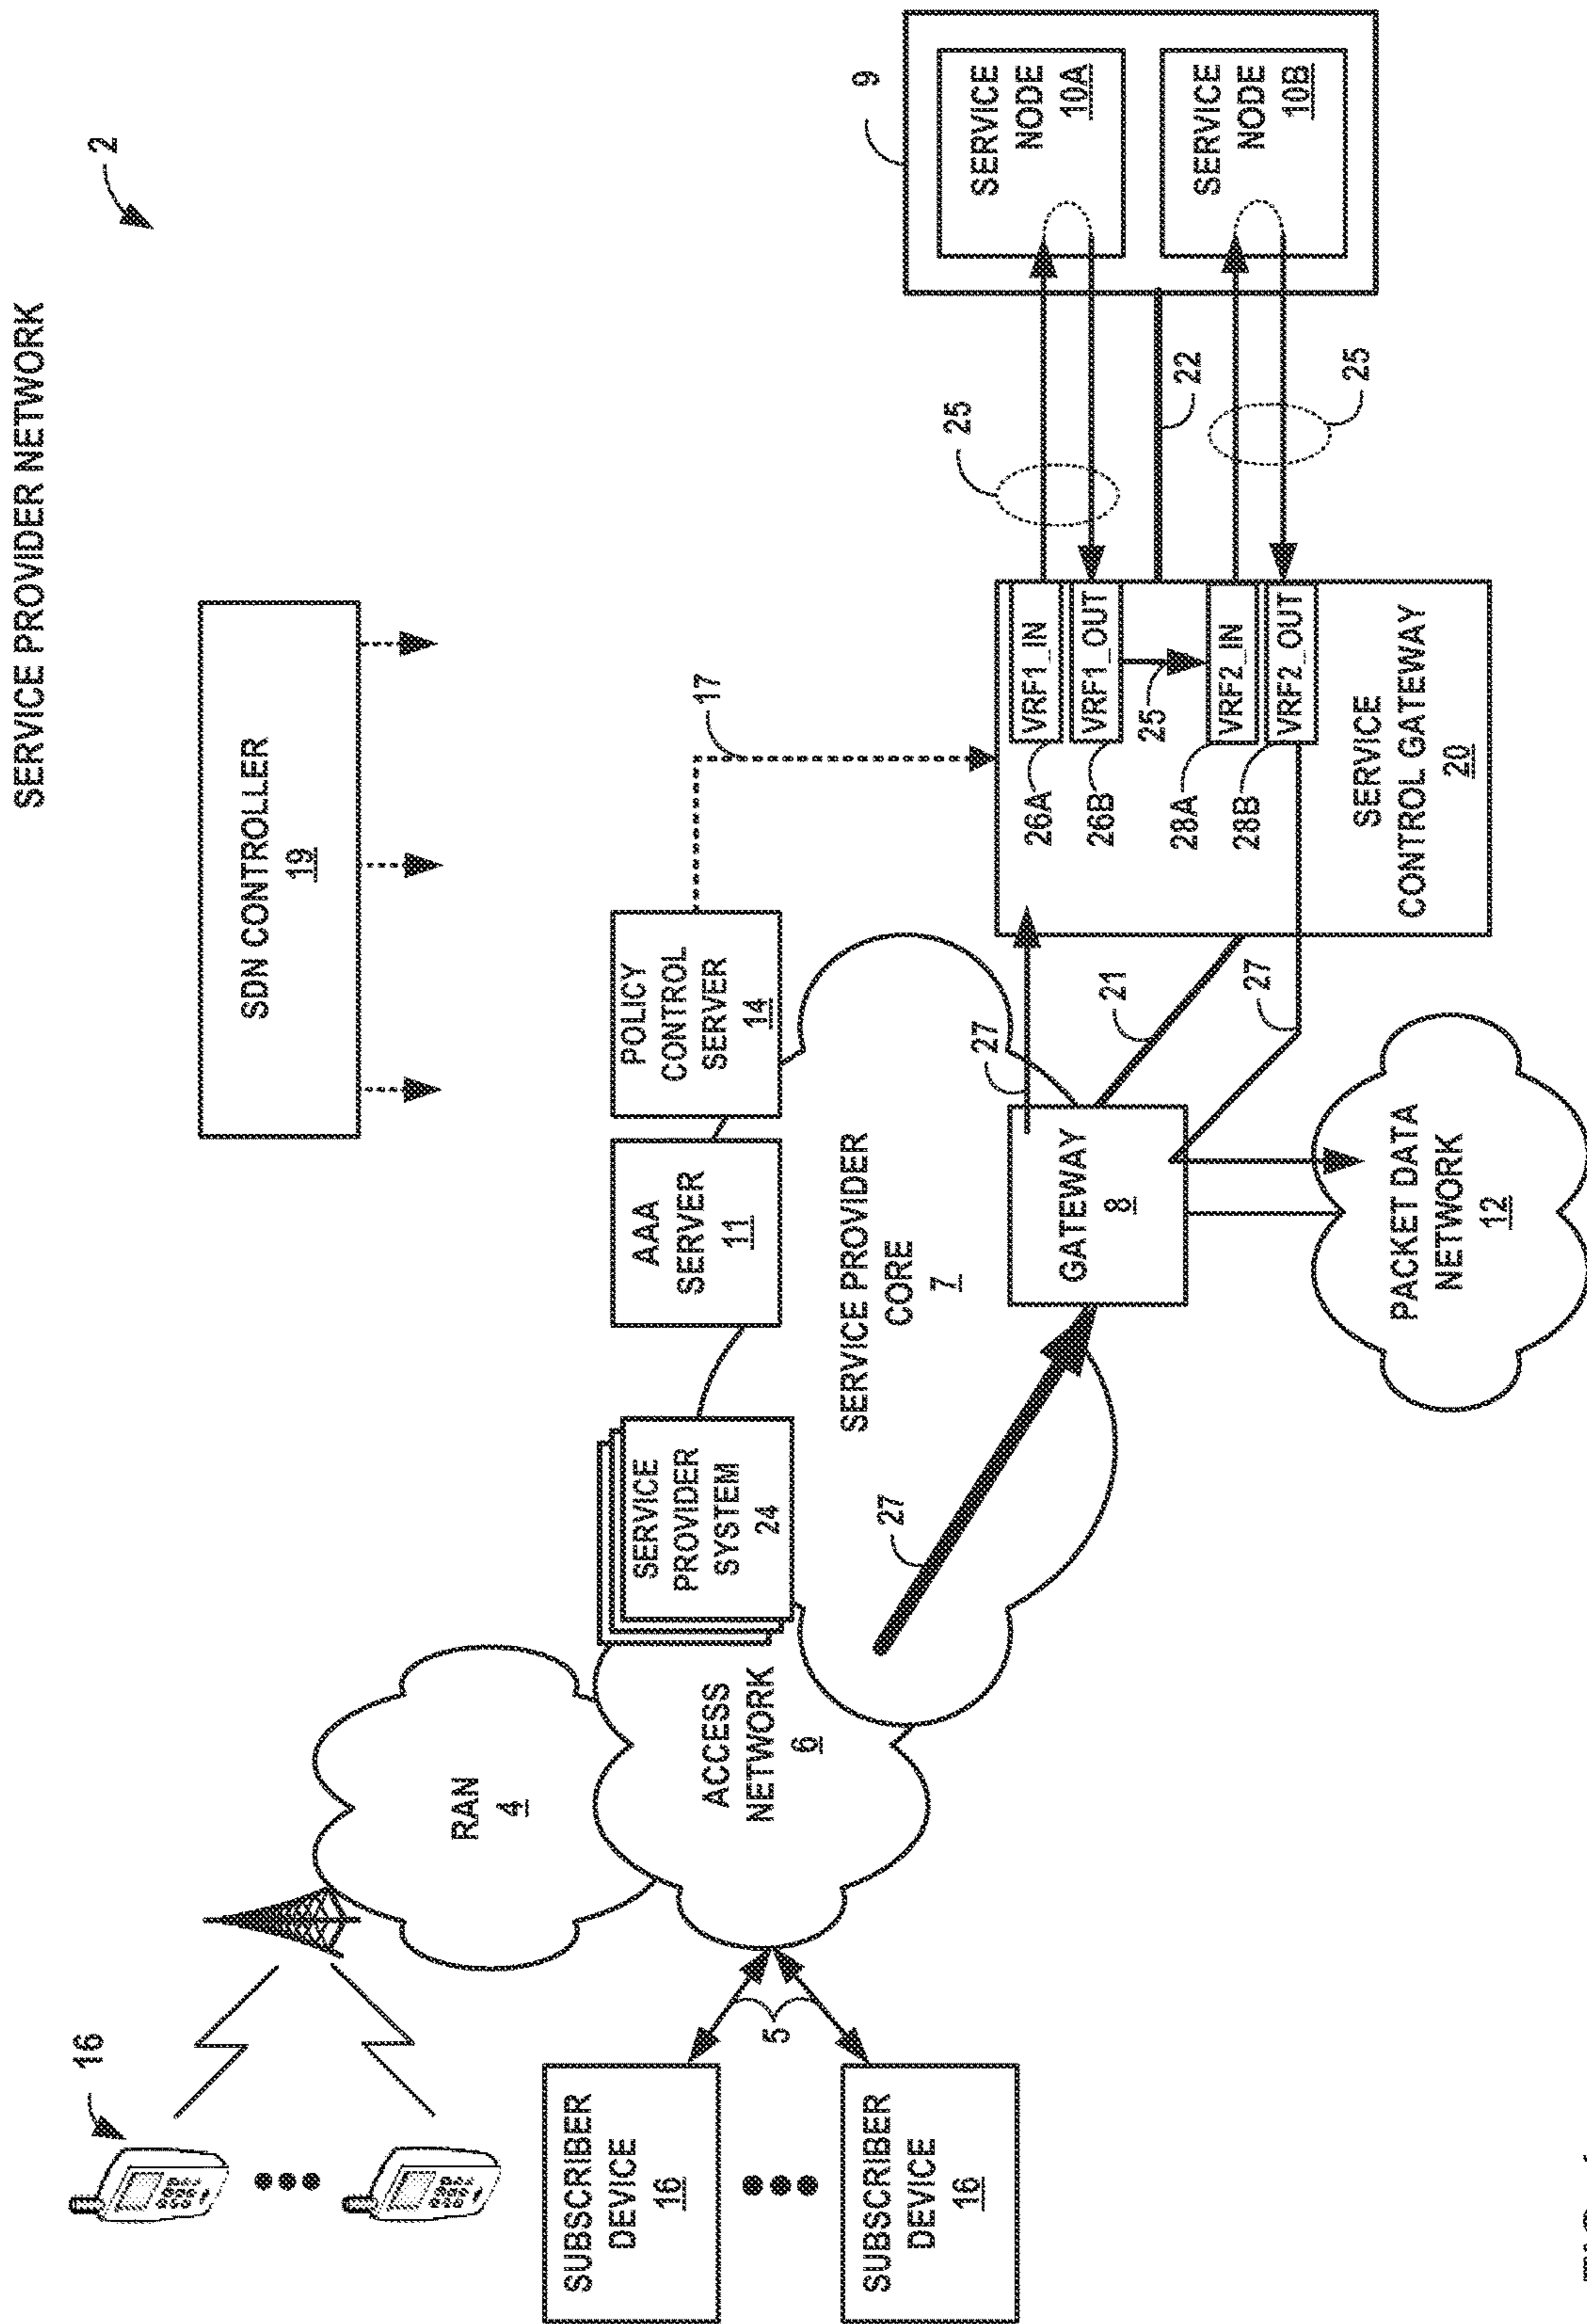 SERVICE PROVIDER NETWORK
2
SDN CONTROLLER
19
16
RAN
4
SUBSCRIBER
DEVICE
16
SUBSCRIBER
DEVICE
16
5
ACCESS
NETWORK
6
SERVICE
PROVIDER
SYSTEM
24
AAA
SERVER
11
POLICY
CONTROL
SERVER
14
17
SERVICE PROVIDER
CORE
7
27
GATEWAY
8
27
21
27
PACKET DATA
NETWORK
12
VRF1_IN
VRF1_OUT
25
VRF2_IN
VRF2_OUT
26A
26B
28A
28B
SERVICE
CONTROL GATEWAY
20
25
22
25
9
SERVICE
NODE
10A
SERVICE
NODE
10B